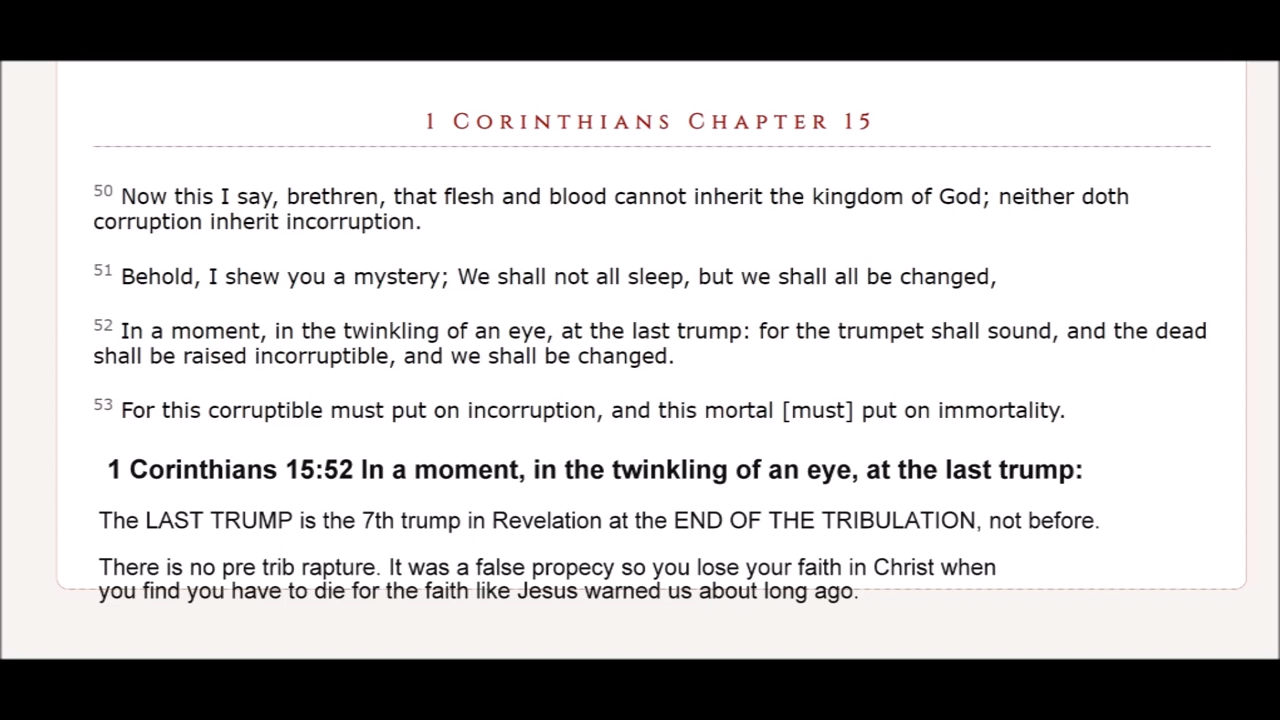 1 Corinthians Chapter 15
50 Now this I say, brethren, that flesh and blood cannot inherit the kingdom of God; neither doth
corruption inherit incorruption.
51 Behold, I shew you a mystery; We shall not all sleep, but we shall all be changed,
52 In a moment, in the twinkling of an eye, at the last trump: for the trumpet shall sound, and the dead
shall be raised incorruptible, and we shall be changed.
53 For this corruptible must put on incorruption, and this mortal [must] put on immortality.
1 Corinthians 15:52 In a moment, in the twinkling of an eye, at the last trump:
The LAST TRUMP is the 7th trump in Revelation at the END OF THE TRIBULATION, not before.
There is no pre trib rapture. It was a false propecy so you lose your faith in Christ when
you find you have to die for the faith like Jesus warned us about long ago.